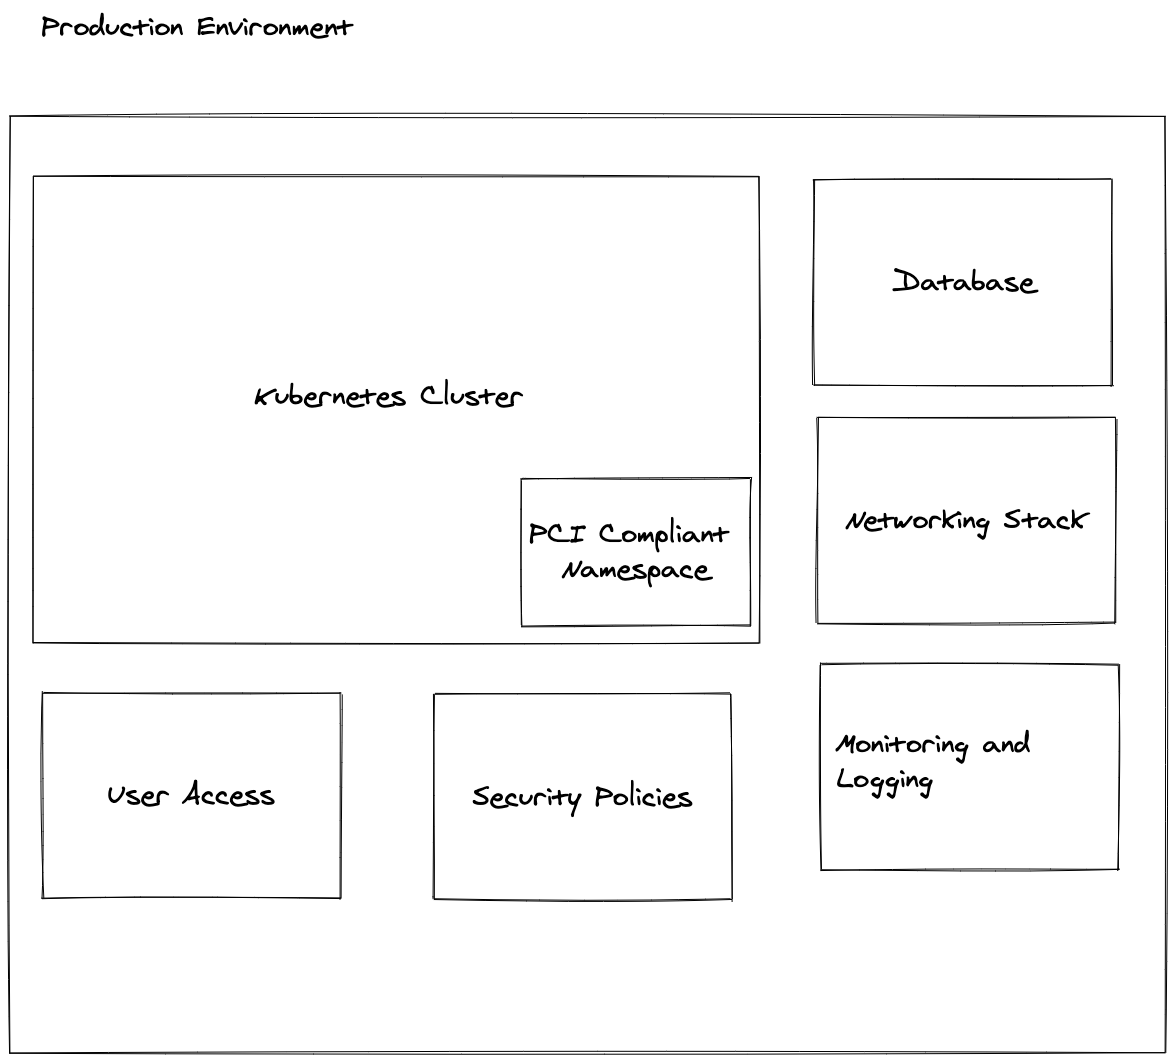 Production Environment
Database
Kubernetes Cluster
Networking Stack
PCI Compliant
Namespace
Monitoring and
Logging
User Access
Security Policies